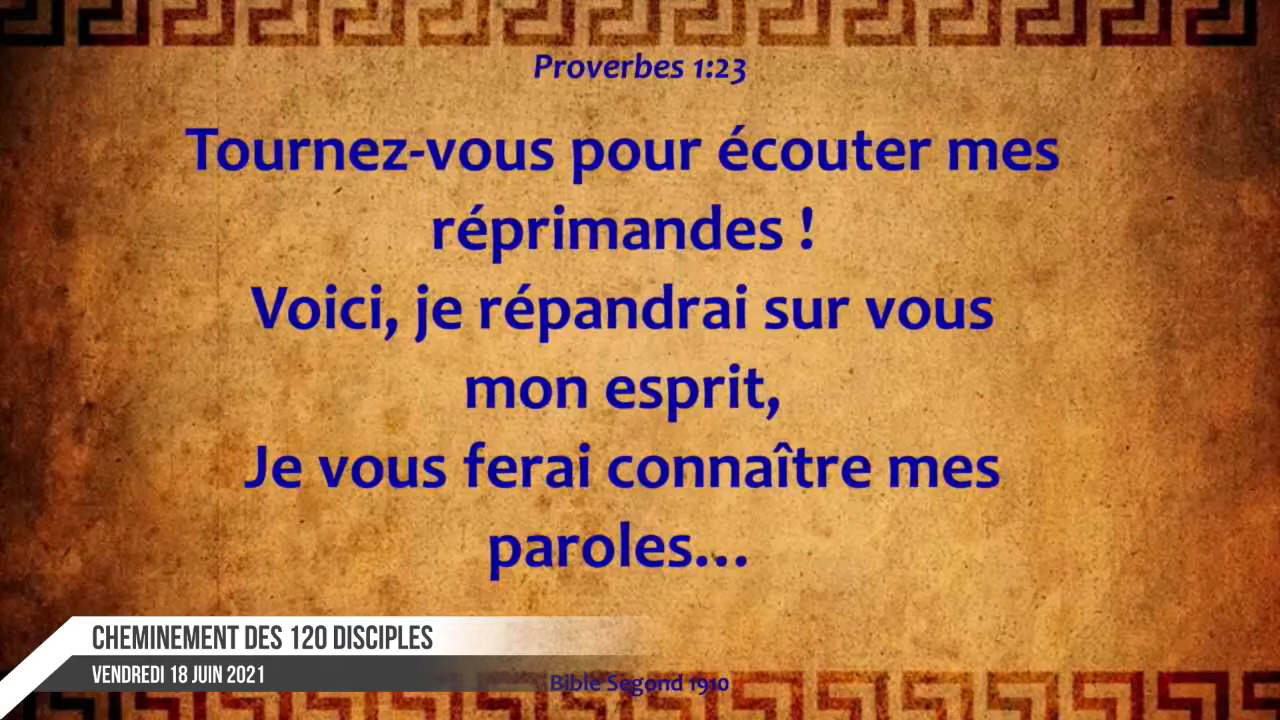 Proverbes 1:23
Tournez-vous pour écouter mes
réprimandes !
Voici, je répandrai sur vous
mon esprit,
Je vous ferai connaître mes
paroles...
CHEMINEMENT DES 120 DISCIPLES
VENDREDI 18 JUIN 2021
Bible Segond 1910